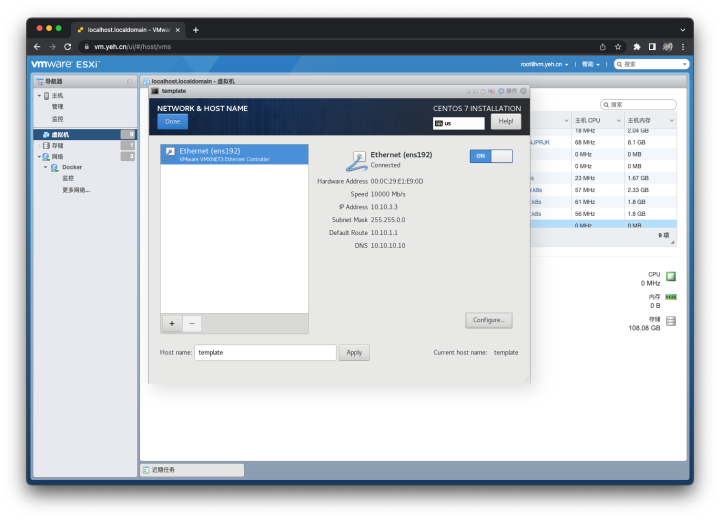 localhost.localdomain - VMwar
vm.yeh.cn/ui/#/host/vms
vmware ESXi
root@vm.yeh.cn
帮助
搜索
导航器
localhost.localdomain - 虚拟机
主机
管理
监控
虚拟机
9
存储
1
网络
3
Docker
监控
更多网络...
template
NETWORK & HOST NAME
CENTOS 7 INSTALLATION
Done
us
Help!
Ethernet (ens192)
VMware VMXNET3 Ethernet Controller
Ethernet (ens192)
Connected
ON
Hardware Address 00:0C:29:E1:E9:0D
Speed 10000 Mb/s
IP Address 10.10.3.3
Subnet Mask 255.255.0.0
Default Route 10.10.1.1
DNS 10.10.10.10
+
−
Configure...
Host name: template
Apply
Current host name: template
搜索
主机 CPU 主机内存
18 MHz 2.04 GB
68 MHz 8.1 GB
0 MHz 0 MB
0 MHz 0 MB
23 MHz 1.67 GB
57 MHz 2.33 GB
61 MHz 1.8 GB
56 MHz 1.8 GB
0 MHz 0 MB
9 项
CPU
0 MHz
内存
0 B
存储
108.08 GB
近期任务